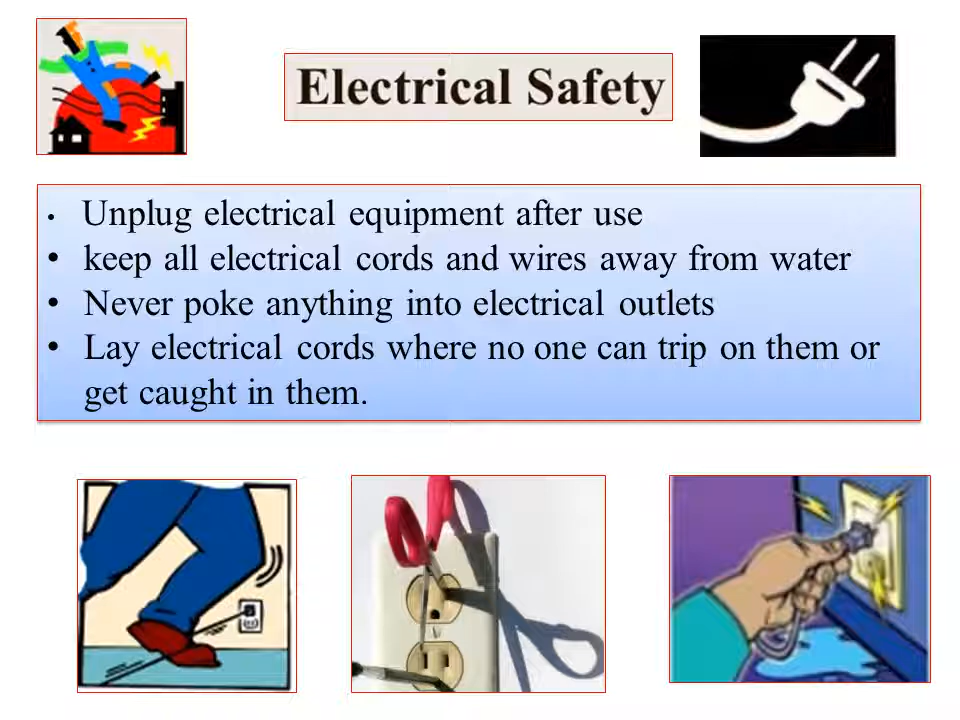 Electrical Safety
• Unplug electrical equipment after use
• keep all electrical cords and wires away from water
• Never poke anything into electrical outlets
• Lay electrical cords where no one can trip on them or
get caught in them.